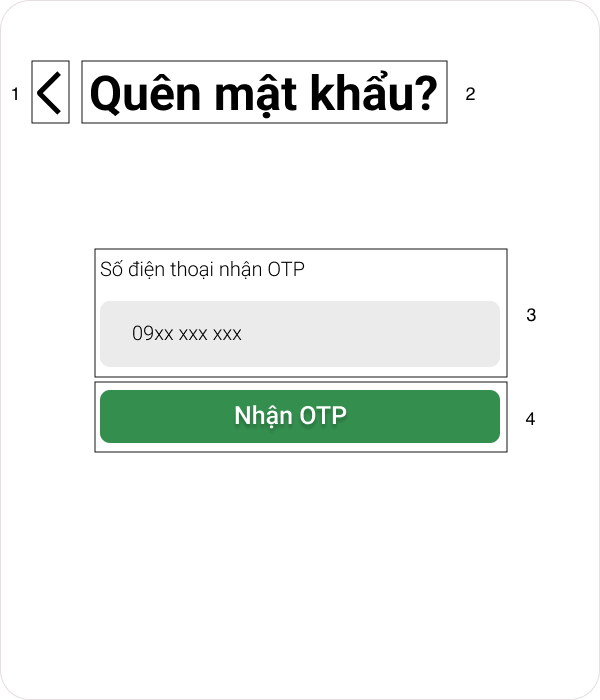 1
Quên mật khẩu?
2
Số điện thoại nhận OTP
09xx xxx xxx
3
Nhận OTP
4